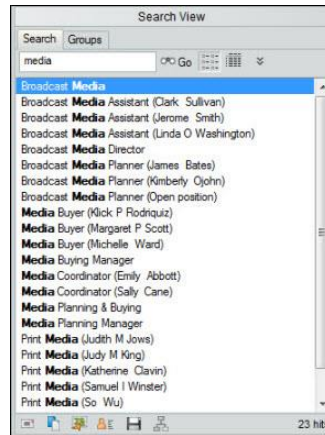 Search View
Search Groups
media Go
Broadcast Media
Broadcast Media Assistant (Clark Sullivan)
Broadcast Media Assistant (Jerome Smith)
Broadcast Media Assistant (Linda O Washington)
Broadcast Media Director
Broadcast Media Planner (James Bates)
Broadcast Media Planner (Kimberly Ojohn)
Broadcast Media Planner (Open position)
Media Buyer (Klick P Rodriquiz)
Media Buyer (Margaret P Scott)
Media Buyer (Michelle Ward)
Media Buying Manager
Media Coordinator (Emily Abbott)
Media Coordinator (Sally Cane)
Media Planning & Buying
Media Planning Manager
Print Media (Judith M Jows)
Print Media (Judy M King)
Print Media (Katherine Clavin)
Print Media (Samuel I Winster)
Print Media (So Wu)
23 hit